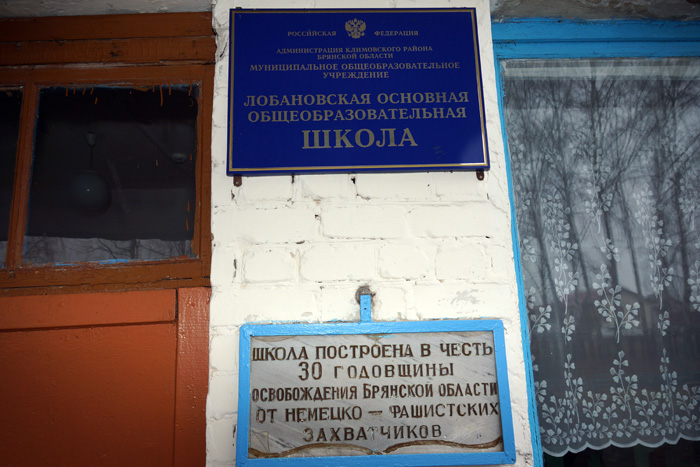 РОССИЙСКАЯ ФЕДЕРАЦИЯ
АДМИНИСТРАЦИЯ КЛИМОВСКОГО РАЙОНА
БРЯНСКОЙ ОБЛАСТИ
МУНИЦИПАЛЬНОЕ ОБЩЕОБРАЗОВАТЕЛЬНОЕ
УЧРЕЖДЕНИЕ
ЛОБАНОВСКАЯ ОСНОВНАЯ
ОБЩЕОБРАЗОВАТЕЛЬНАЯ
ШКОЛА
ШКОЛА ПОСТРОЕНА В ЧЕСТЬ
30 ГОДОВЩИНЫ
ОСВОБОЖДЕНИЯ БРЯНСКОЙ ОБЛАСТИ
ОТ НЕМЕЦКО – ФАШИСТСКИХ
ЗАХВАТЧИКОВ